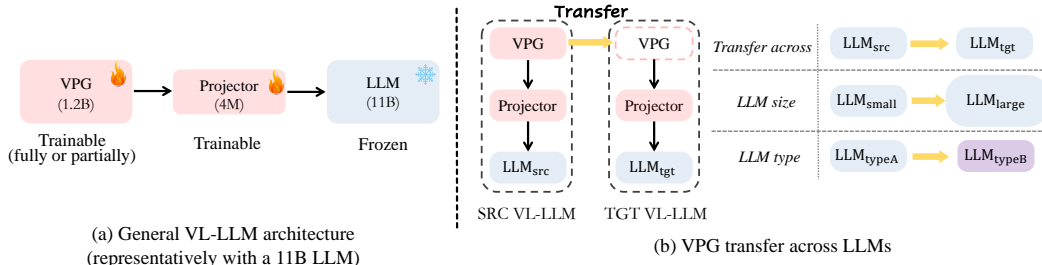 VPG
(1.2B)
Projector
(4M)
LLM
(11B)
Trainable
(fully or partially)
Trainable
Frozen
(a) General VL-LLM architecture
(representatively with a 11B LLM)
Transfer
VPG
VPG
Projector
Projector
LLMsrc
LLMtgt
SRC VL-LLM
TGT VL-LLM
Transfer across
LLMsrc
LLMtgt
LLM size
LLMsmall
LLMlarge
LLM type
LLMtypeA
LLMtypeB
(b) VPG transfer across LLMs